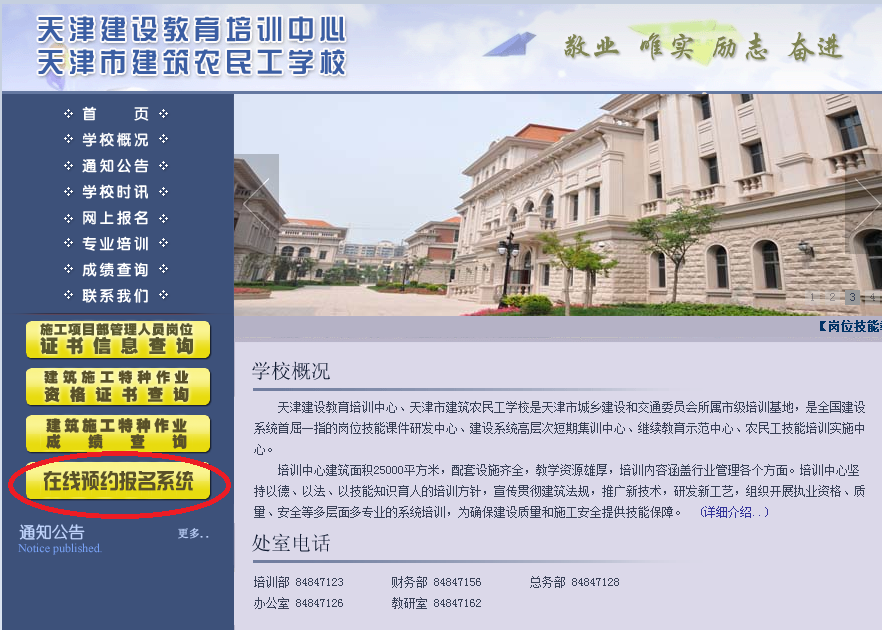 天津建设教育培训中心
天津市建筑农民工学校
敬业 唯实 励志 奋进
首 页
学校概况
通知公告
学校时讯
网上报名
专业培训
成绩查询
联系我们
施工项目部管理人员岗位
证书信息查询
建筑施工特种作业
资格证书查询
建筑施工特种作业
成绩查询
在线预约报名系统
通知公告 更多..
Notice published.
1 2 3 4
【岗位技能
学校概况
天津建设教育培训中心、天津市建筑农民工学校是天津市城乡建设和交通委员会所属市级培训基地，是全国建设
系统首屈一指的岗位技能课件研发中心、建设系统高层次短期集训中心、继续教育示范中心、农民工技能培训实施中
心。
培训中心建筑面积25000平方米，配套设施齐全，教学资源雄厚，培训内容涵盖行业管理各个方面。培训中心坚
持以德、以法、以技能知识育人的培训方针，宣传贯彻建筑法规，推广新技术，研发新工艺，组织开展执业资格、质
量、安全等多层面多专业的系统培训，为确保建设质量和施工安全提供技能保障。 （详细介绍..）
处室电话
培训部 84847123 财务部 84847156 总务部 84847128
办公室 84847126 教研室 84847162